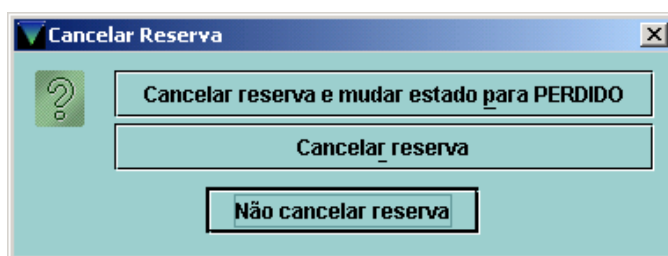 Cancelar Reserva
Cancelar reserva e mudar estado para PERDIDO
Cancelar reserva
Não cancelar reserva